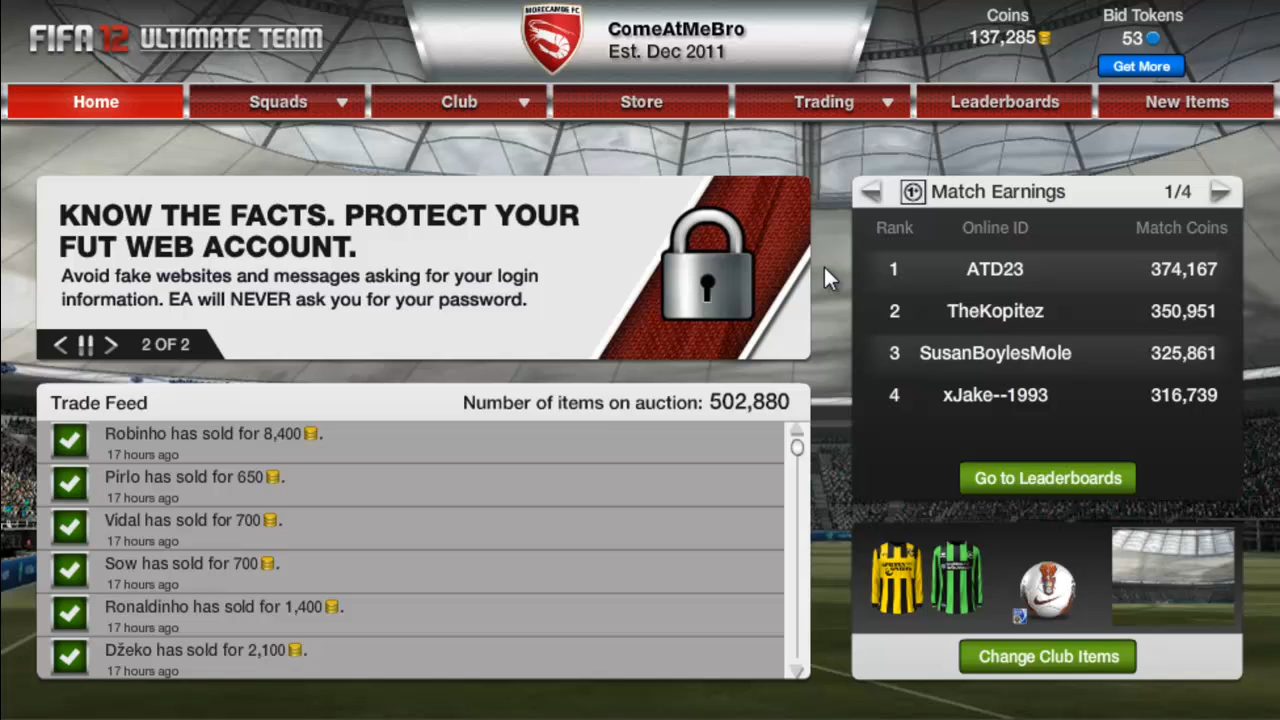 FIFA 12 ULTIMATE TEAM
MORECAMBE FC
ComeAtMeBro
Est. Dec 2011
Coins
137,285
Bid Tokens
53
Get More
Home
Squads
Club
Store
Trading
Leaderboards
New Items
KNOW THE FACTS. PROTECT YOUR
FUT WEB ACCOUNT.
Avoid fake websites and messages asking for your login
information. EA will NEVER ask you for your password.
2 OF 2
Match Earnings
1/4
Rank Online ID Match Coins
1 ATD23 374,167
2 TheKopitez 350,951
3 SusanBoylesMole 325,861
4 xJake--1993 316,739
Go to Leaderboards
Trade Feed
Number of items on auction: 502,880
Robinho has sold for 8,400.
17 hours ago
Pirlo has sold for 650.
17 hours ago
Vidal has sold for 700.
17 hours ago
Sow has sold for 700.
17 hours ago
Ronaldinho has sold for 1,400.
17 hours ago
Džeko has sold for 2,100.
17 hours ago
Change Club Items